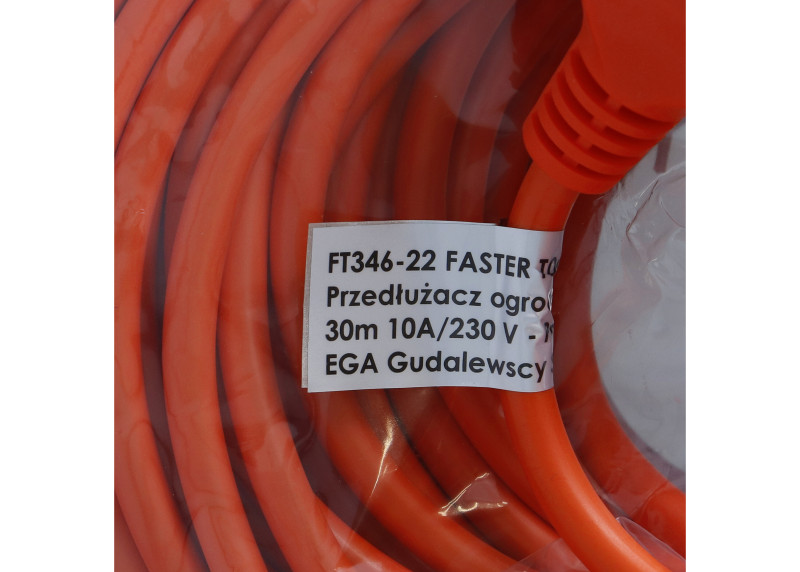 FT346-22 FASTER
Przedłużacz
30m 10A/230 V -
EGA Gudalewscy